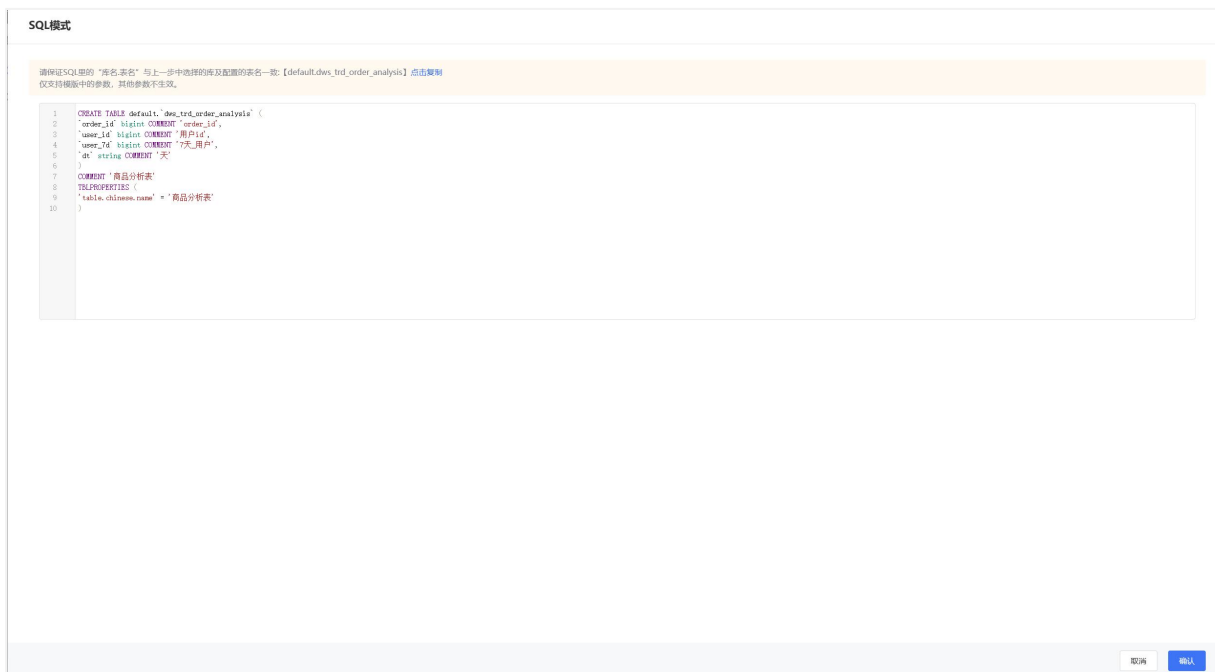 SQL模式
请保证SQL里的“库名.表名”与上一步中选择的库及配置的表名一致:【default.dws_trd_order_analysis】点击复制
仅支持模版中的参数，其他参数不生效。
1 CREATE TABLE default.`dws_trd_order_analysis` (
2 `order_id` bigint COMMENT 'order_id',
3 `user_id` bigint COMMENT '用户id',
4 `user_7d` bigint COMMENT '7天_用户',
5 `dt` string COMMENT '天'
6 )
7 COMMENT '商品分析表'
8 TBLPROPERTIES (
9 'table.chinese.name' = '商品分析表'
10 )
取消 确认